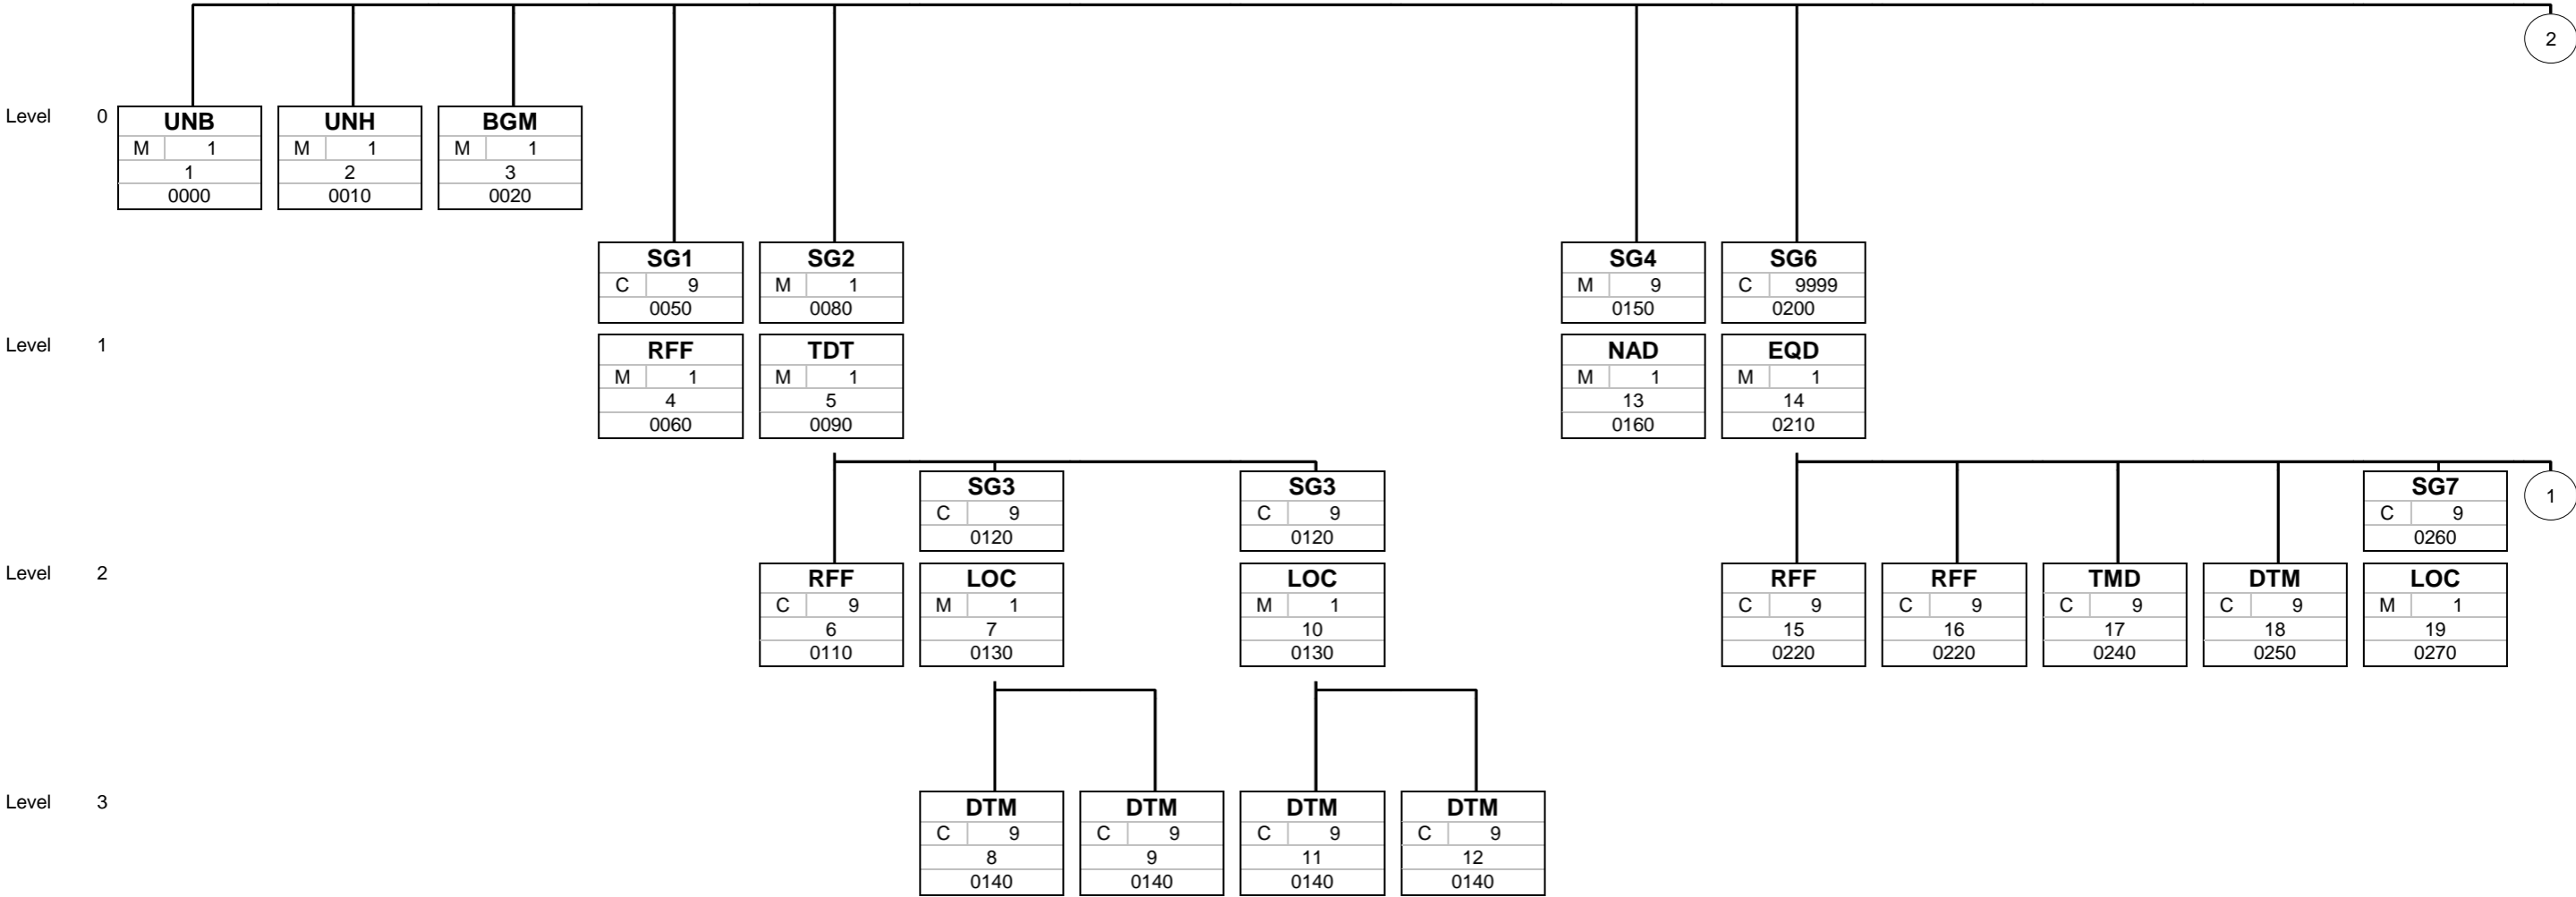 2
Level 0
UNB
M 1
1
0000
UNH
M 1
2
0010
BGM
M 1
3
0020
SG1
C 9
0050
SG2
M 1
0080
SG4
M 9
0150
SG6
C 9999
0200
Level 1
RFF
M 1
4
0060
TDT
M 1
5
0090
NAD
M 1
13
0160
EQD
M 1
14
0210
SG3
C 9
0120
SG3
C 9
0120
SG7
C 9
0260
1
Level 2
RFF
C 9
6
0110
LOC
M 1
7
0130
LOC
M 1
10
0130
RFF
C 9
15
0220
RFF
C 9
16
0220
TMD
C 9
17
0240
DTM
C 9
18
0250
LOC
M 1
19
0270
Level 3
DTM
C 9
8
0140
DTM
C 9
9
0140
DTM
C 9
11
0140
DTM
C 9
12
0140